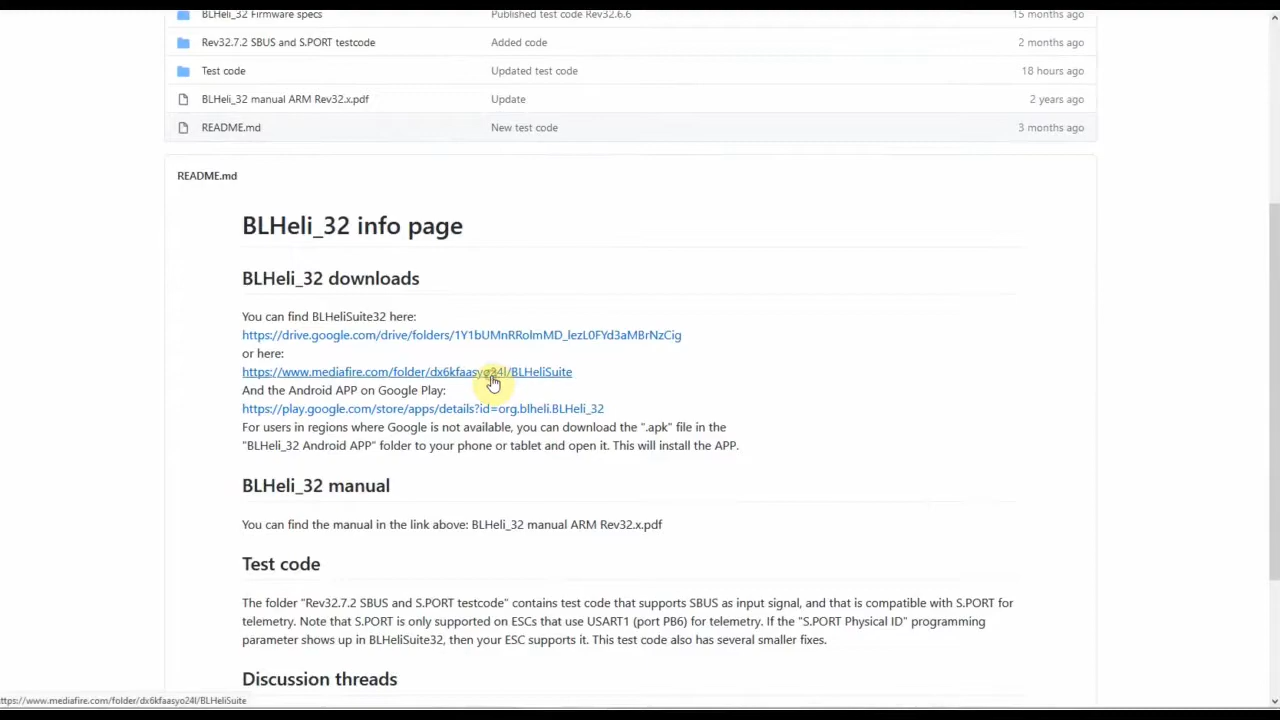 BLHeli_32 Firmware specs Published test code Rev32.6.6 15 months ago
Rev32.7.2 SBUS and S.PORT testcode Added code 2 months ago
Test code Updated test code 18 hours ago
BLHeli_32 manual ARM Rev32.x.pdf Update 2 years ago
README.md New test code 3 months ago
README.md
BLHeli_32 info page
BLHeli_32 downloads
You can find BLHeliSuite32 here:
https://drive.google.com/drive/folders/1Y1bUMnRRolmMD_lezL0FYd3aMBrNzCig
or here:
https://www.mediafire.com/folder/dx6kfaasyo24l/BLHeliSuite
And the Android APP on Google Play:
https://play.google.com/store/apps/details?id=org.blheli.BLHeli_32
For users in regions where Google is not available, you can download the ".apk" file in the
"BLHeli_32 Android APP" folder to your phone or tablet and open it. This will install the APP.
BLHeli_32 manual
You can find the manual in the link above: BLHeli_32 manual ARM Rev32.x.pdf
Test code
The folder "Rev32.7.2 SBUS and S.PORT testcode" contains test code that supports SBUS as input signal, and that is compatible with S.PORT for
telemetry. Note that S.PORT is only supported on ESCs that use USART1 (port PB6) for telemetry. If the "S.PORT Physical ID" programming
parameter shows up in BLHeliSuite32, then your ESC supports it. This test code also has several smaller fixes.
Discussion threads
ttps://www.mediafire.com/folder/dx6kfaasyo24l/BLHeliSuite